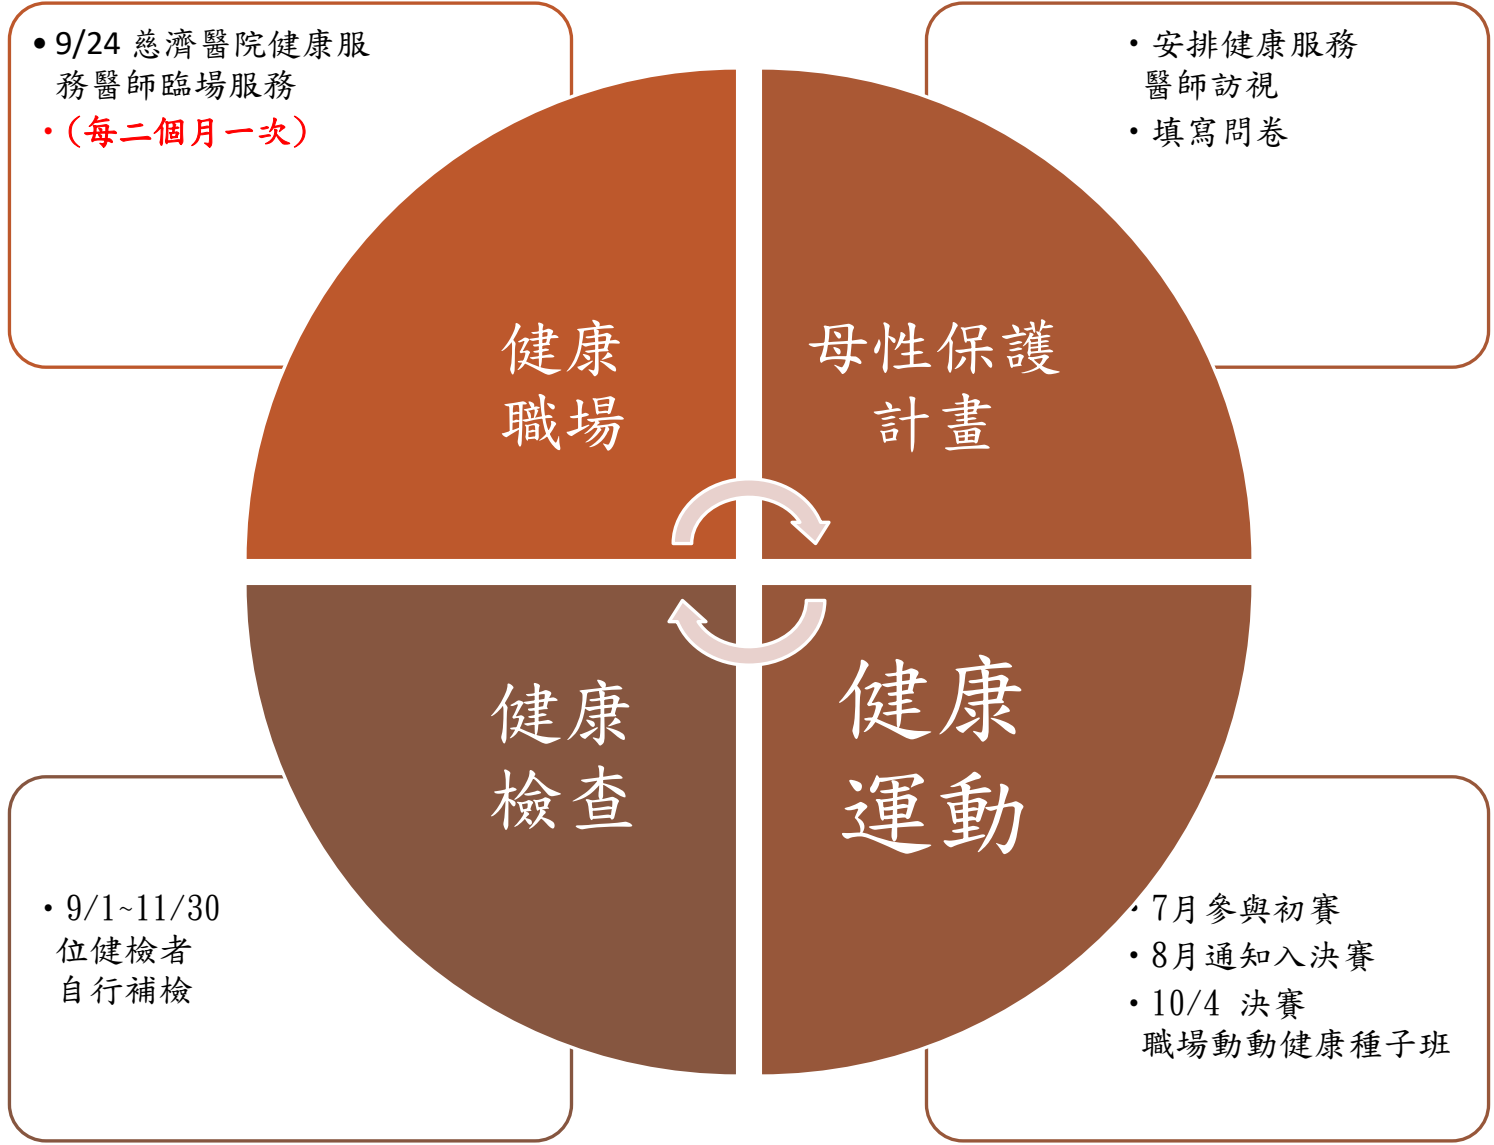 • 9/24 慈濟醫院健康服
務醫師臨場服務
•(每二個月一次)
• 安排健康服務
醫師訪視
• 填寫問卷
健康
職場
母性保護
計畫
健康
檢查
健康
運動
• 9/1~11/30
位健檢者
自行補檢
• 7月參與初賽
• 8月通知入決賽
• 10/4 決賽
職場動動健康種子班